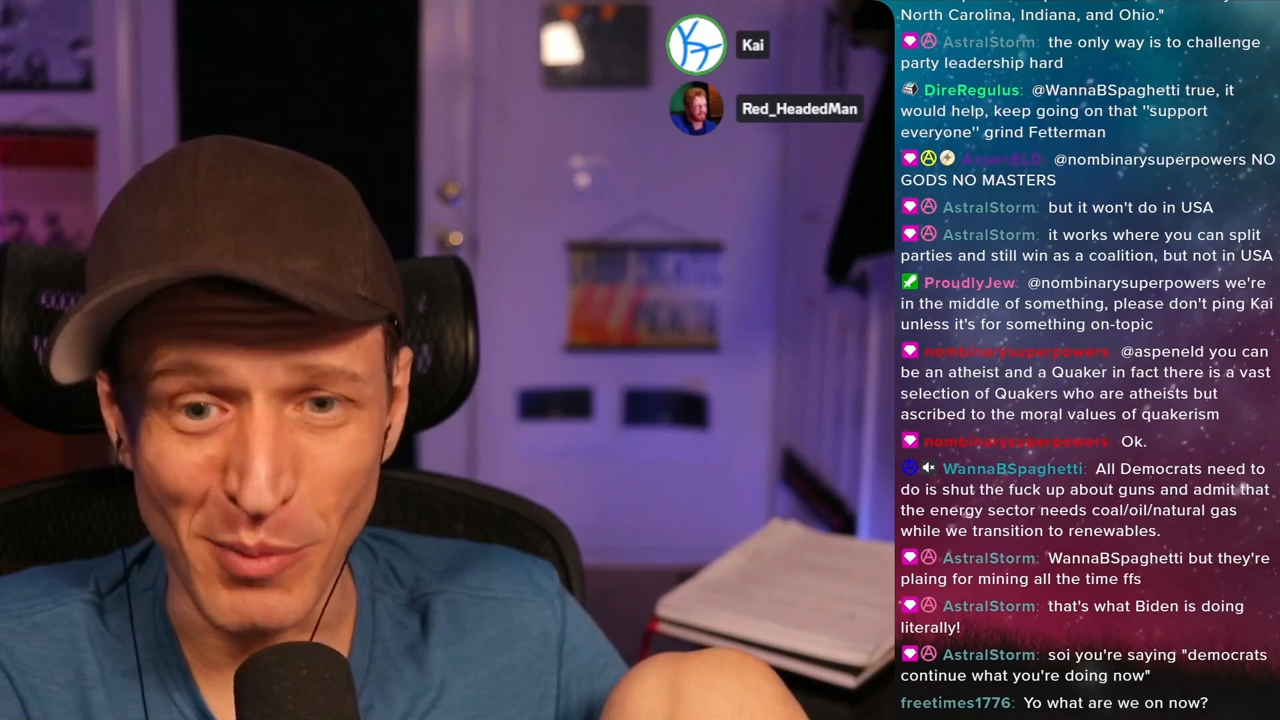 Kai
Red_HeadedMan
North Carolina, Indiana, and Ohio."
AstralStorm: the only way is to challenge
party leadership hard
DireRegulus: @WannaBSpaghetti true, it
would help, keep going on that "support
everyone" grind Fetterman
AspenELD: @nombinarysuperpowers NO
GODS NO MASTERS
AstralStorm: but it won't do in USA
AstralStorm: it works where you can split
parties and still win as a coalition, but not in USA
ProudlyJew: @nombinarysuperpowers we're
in the middle of something, please don't ping Kai
unless it's for something on-topic
nombinarysuperpowers @aspeneld you can
be an atheist and a Quaker in fact there is a vast
selection of Quakers who are atheists but
ascribed to the moral values of quakerism
nombinarysuperpowers Ok.
WannaBSpaghetti: All Democrats need to
do is shut the fuck up about guns and admit that
the energy sector needs coal/oil/natural gas
while we transition to renewables.
AstralStorm: WannaBSpaghetti but they're
plaing for mining all the time ffs
AstralStorm: that's what Biden is doing
literally!
AstralStorm: soi you're saying "democrats
continue what you're doing now"
freetimes1776: Yo what are we on now?